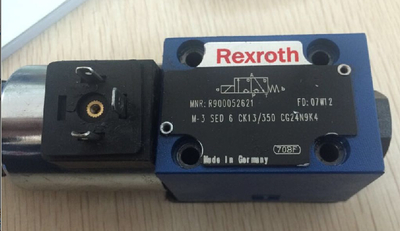 Rexroth
MNR: R900052621 FD: 07W12
M-3 SED 6 CK13/350 CG24N9K4
Made in Germany
708F